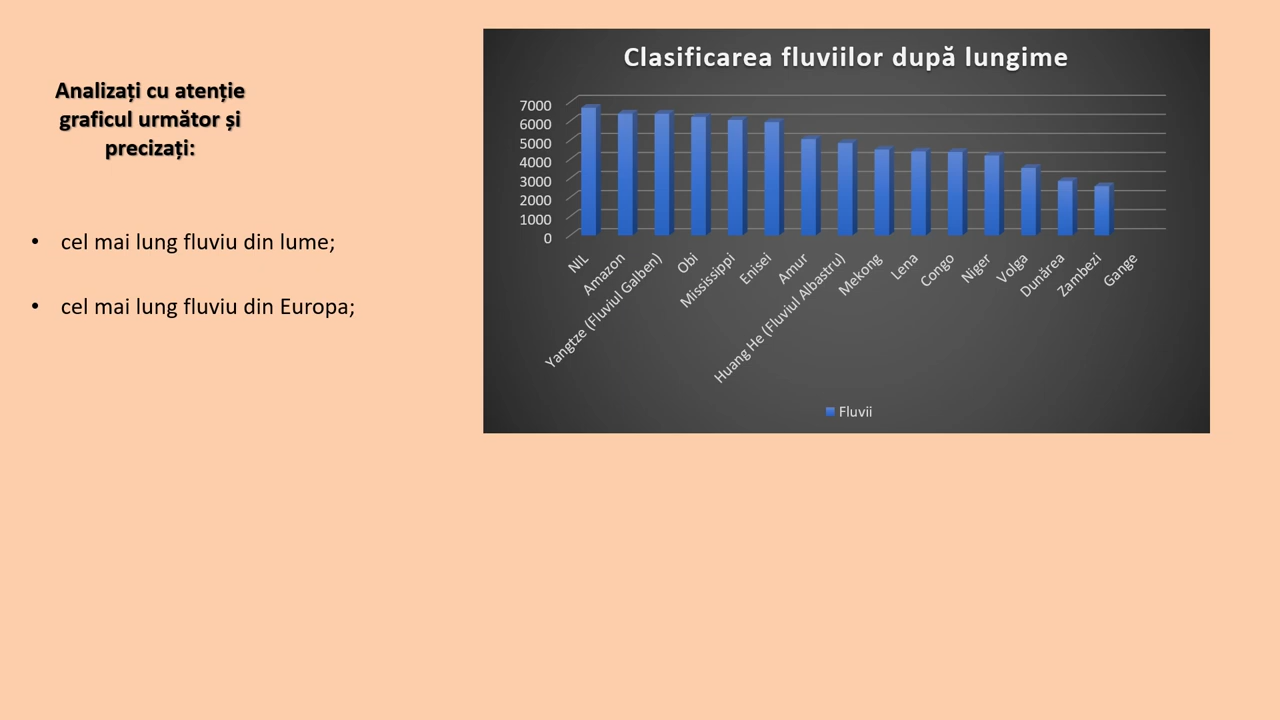 Analizați cu atenție
graficul următor și
precizați:
• cel mai lung fluviu din lume;
• cel mai lung fluviu din Europa;
Clasificarea fluviilor după lungime
7000
6000
5000
4000
3000
2000
1000
0
NIL
Amazon
Yangtze (Fluviul Galben)
Obi
Mississippi
Enisei
Amur
Huang He (Fluviul Albastru)
Mekong
Lena
Congo
Niger
Volga
Dunărea
Zambezi
Gange
Fluvii